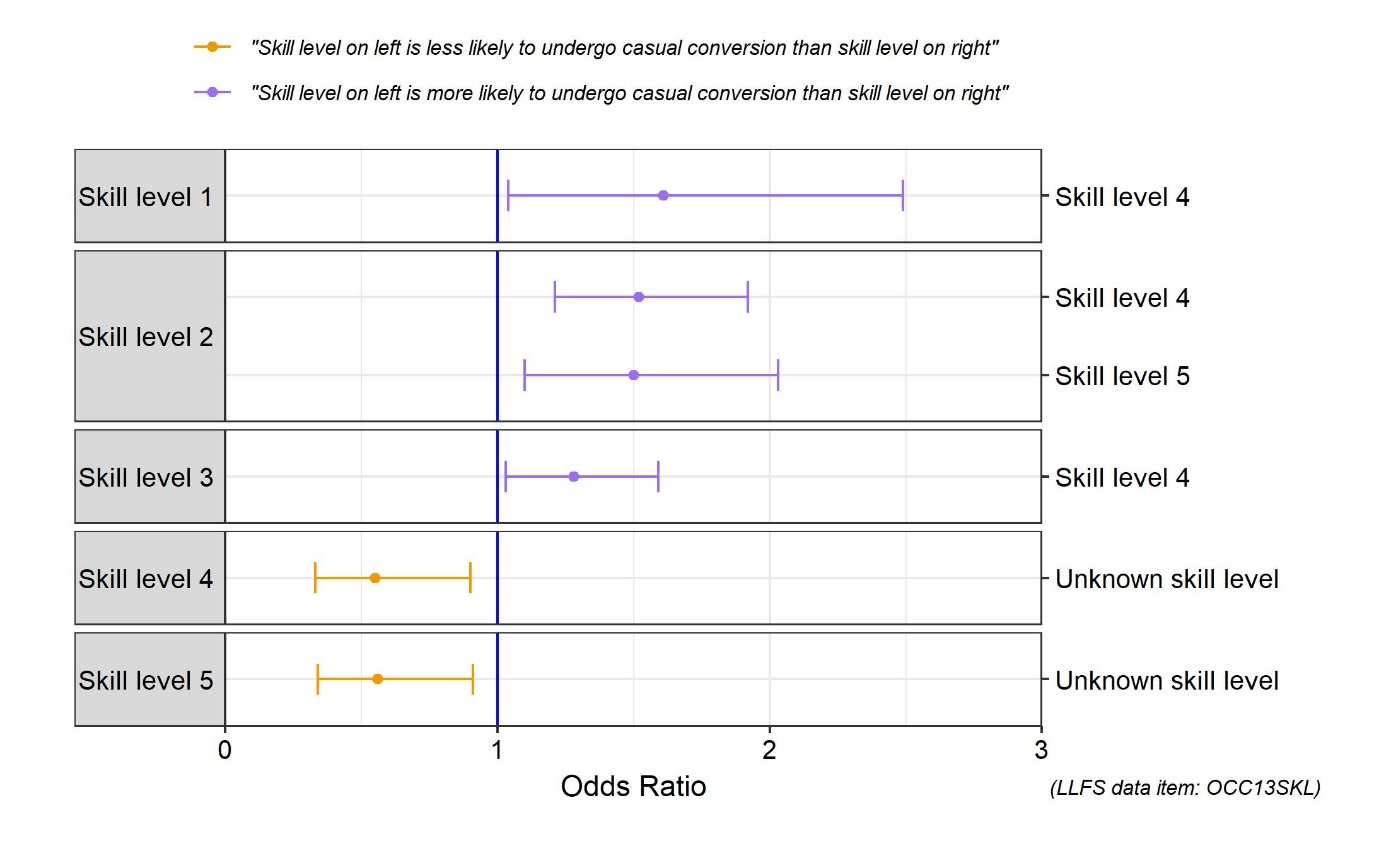 "Skill level on left is less likely to undergo casual conversion than skill level on right"
"Skill level on left is more likely to undergo casual conversion than skill level on right"
Skill level 1
Skill level 4
Skill level 2
Skill level 4
Skill level 5
Skill level 3
Skill level 4
Skill level 4
Unknown skill level
Skill level 5
Unknown skill level
0 1 2 3
Odds Ratio
(LLFS data item: OCC13SKL)